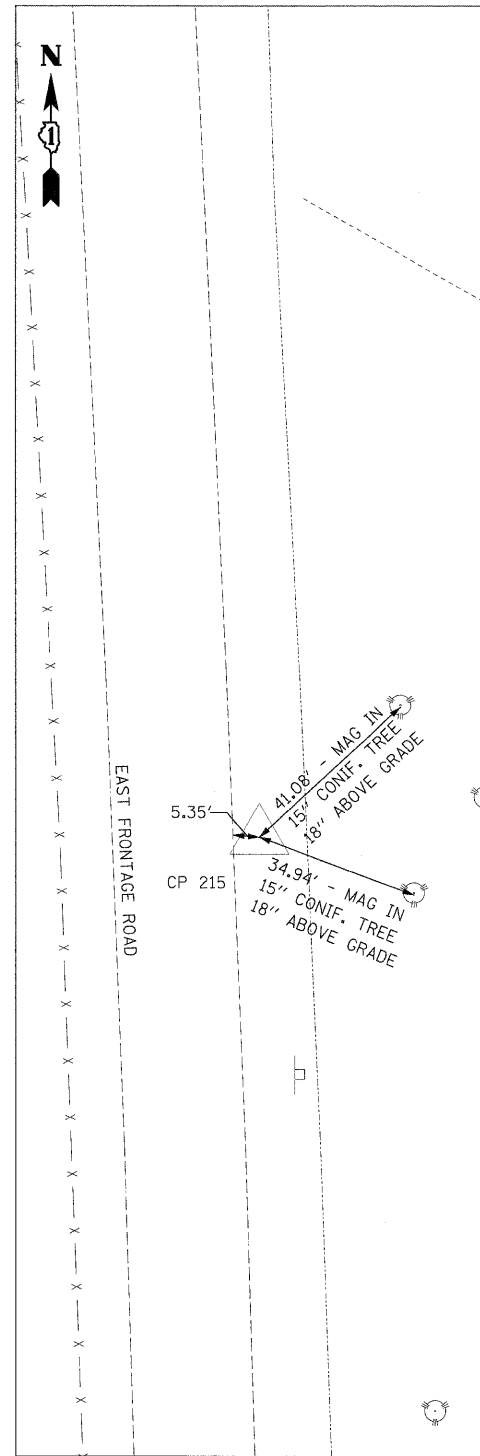 N
1
41.08' - MAG IN
15" CONIF. TREE
18" ABOVE GRADE
5.35'
EAST FRONTAGE ROAD
CP 215
34.94' - MAG IN
15" CONIF. TREE
18" ABOVE GRADE